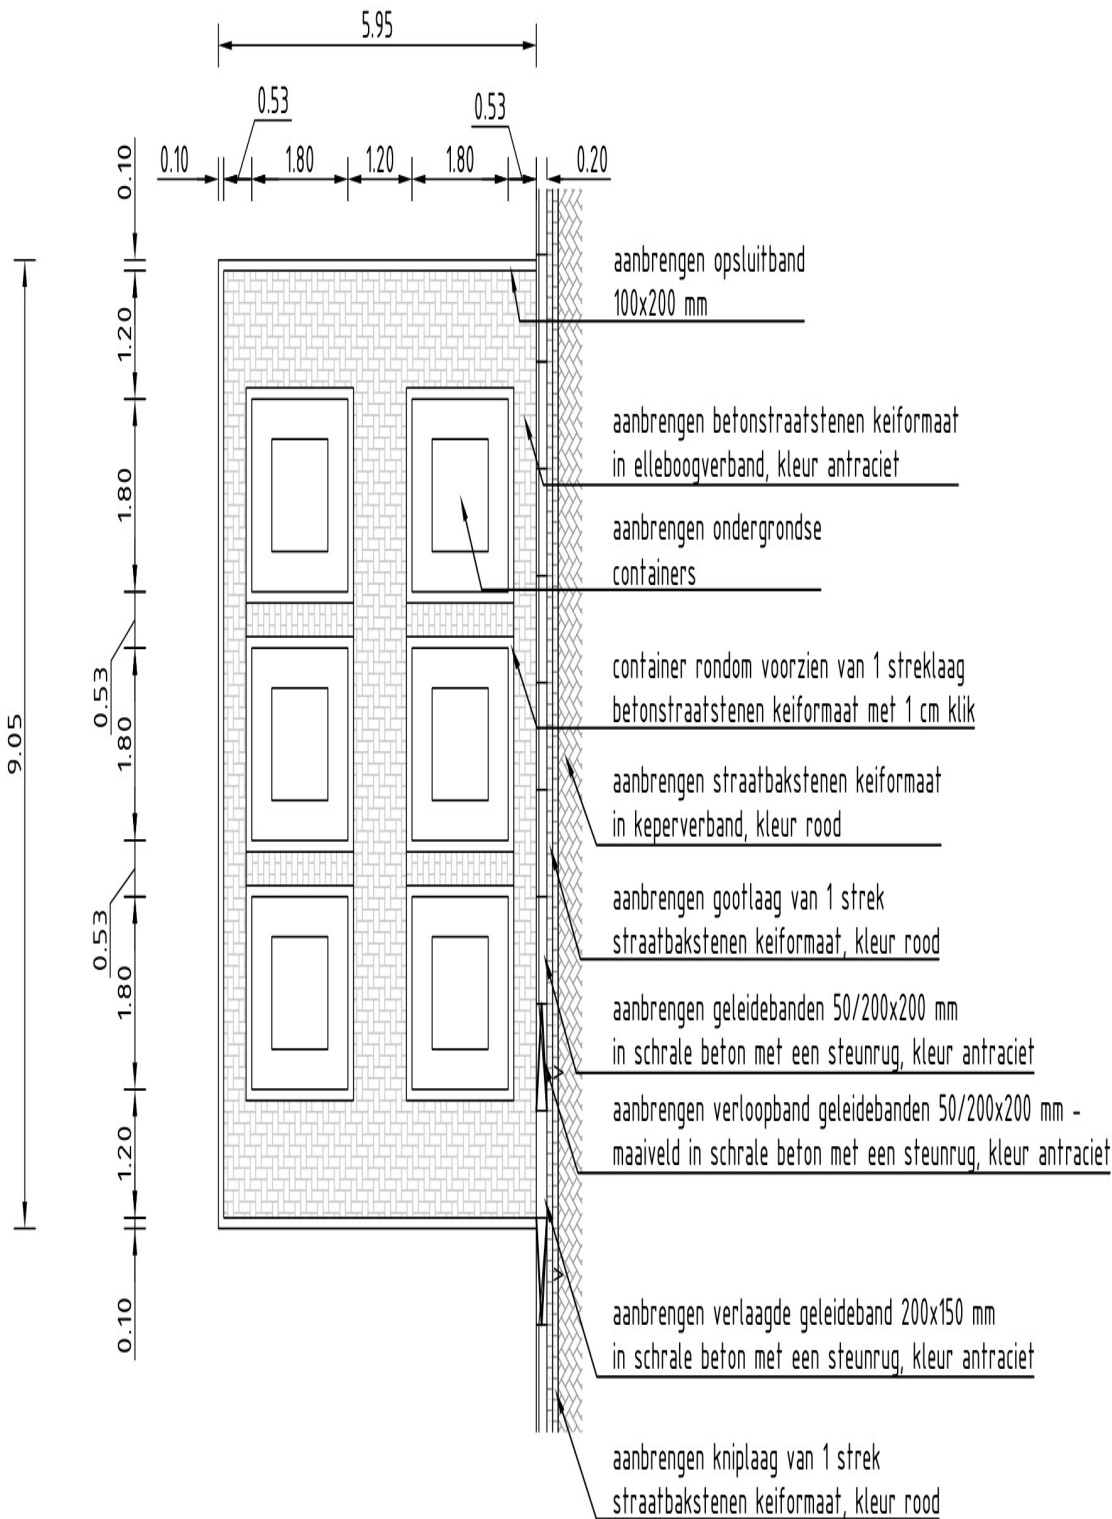 5.95
0.53
0.53
0.10
0.10
1.80
1.20
1.80
0.20
aanbrengen opsluitband
100x200 mm
1.20
aanbrengen betonstraatstenen keiformaat
in elleboogverband, kleur antraciet
1.80
aanbrengen ondergrondse
containers
container rondom voorzien van 1 streklaag
betonstraatstenen keiformaat met 1 cm klik
0.53
1.80
9.05
aanbrengen straatbakstenen keiformaat
in keperverband, kleur rood
aanbrengen gootlaag van 1 strek
straatbakstenen keiformaat, kleur rood
0.53
1.80
aanbrengen geleidebanden 50/200x200 mm
in schrale beton met een steunrug, kleur antraciet
aanbrengen verloopband geleidebanden 50/200x200 mm -
maaiveld in schrale beton met een steunrug, kleur antraciet
1.20
0.10
aanbrengen verlaagde geleideband 200x150 mm
in schrale beton met een steunrug, kleur antraciet
aanbrengen kniplaag van 1 strek
straatbakstenen keiformaat, kleur rood